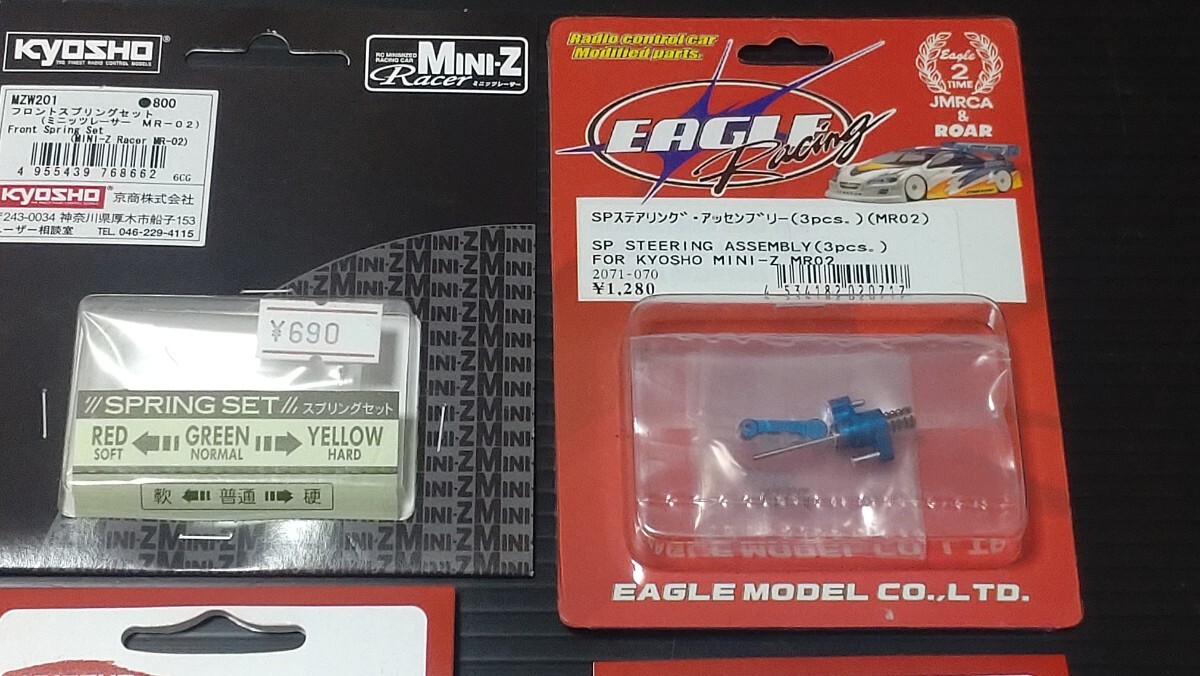 KYOSHO
THE FINEST RADIO CONTROL MODELS
RC MINIMIZED
RACING CAR
MINI-Z
Racer ミニッツレーサー
MZW201 ●800
フロントスプリングセット
(ミニッツレーサー MR-02)
Front Spring Set
(MINI-Z Racer MR-02)
4 955439 768662 6CG
KYOSHO 京商株式会社
〒243-0034 神奈川県厚木市船子153
ユーザー相談室 TEL. 046-229-4115
¥690
SPRING SET スプリングセット
RED GREEN YELLOW
SOFT NORMAL HARD
軟 普通 硬
Radio control car
Modified parts.
Eagle
2
TIME
JMRCA
&
ROAR
EAGLE
Racing
SPステアリング・アッセンブリー(3pcs.)(MR02)
SP STEERING ASSEMBLY(3pcs.)
FOR KYOSHO MINI-Z MR02
2071-070
¥1,280
4 534182 020717
EAGLE MODEL CO.,LTD.